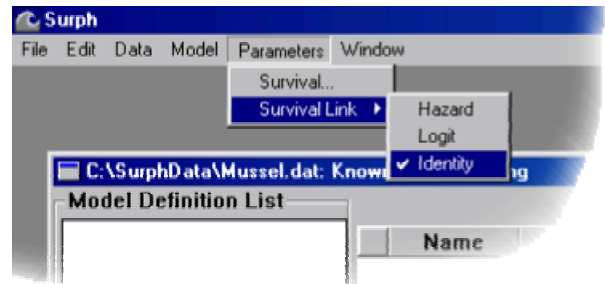 Surph
File Edit Data Model Parameters Window
Survival...
Survival Link
Hazard
Logit
Identity
C:\SurphData\Mussel.dat: Know
Model Definition List
Name